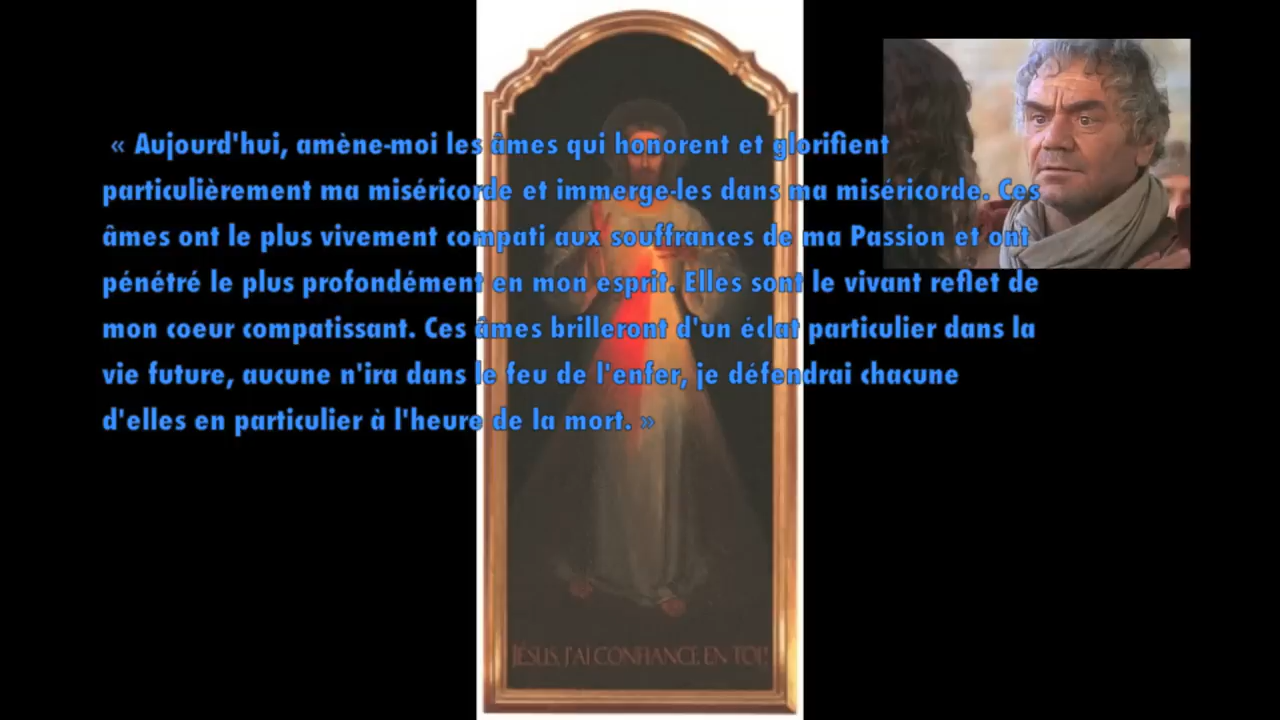 « Aujourd'hui, amène-moi les âmes qui honorent et glorifient
particulièrement ma miséricorde et immerge-les dans ma miséricorde. Ces
âmes ont le plus vivement compati aux souffrances de ma Passion et ont
pénétré le plus profondément en mon esprit. Elles sont le vivant reflet de
mon coeur compatissant. Ces âmes brilleront d'un éclat particulier dans la
vie future, aucune n'ira dans le feu de l'enfer, je défendrai chacune
d'elles en particulier à l'heure de la mort. »
JÉSUS, J'AI CONFIANCE EN TOI!